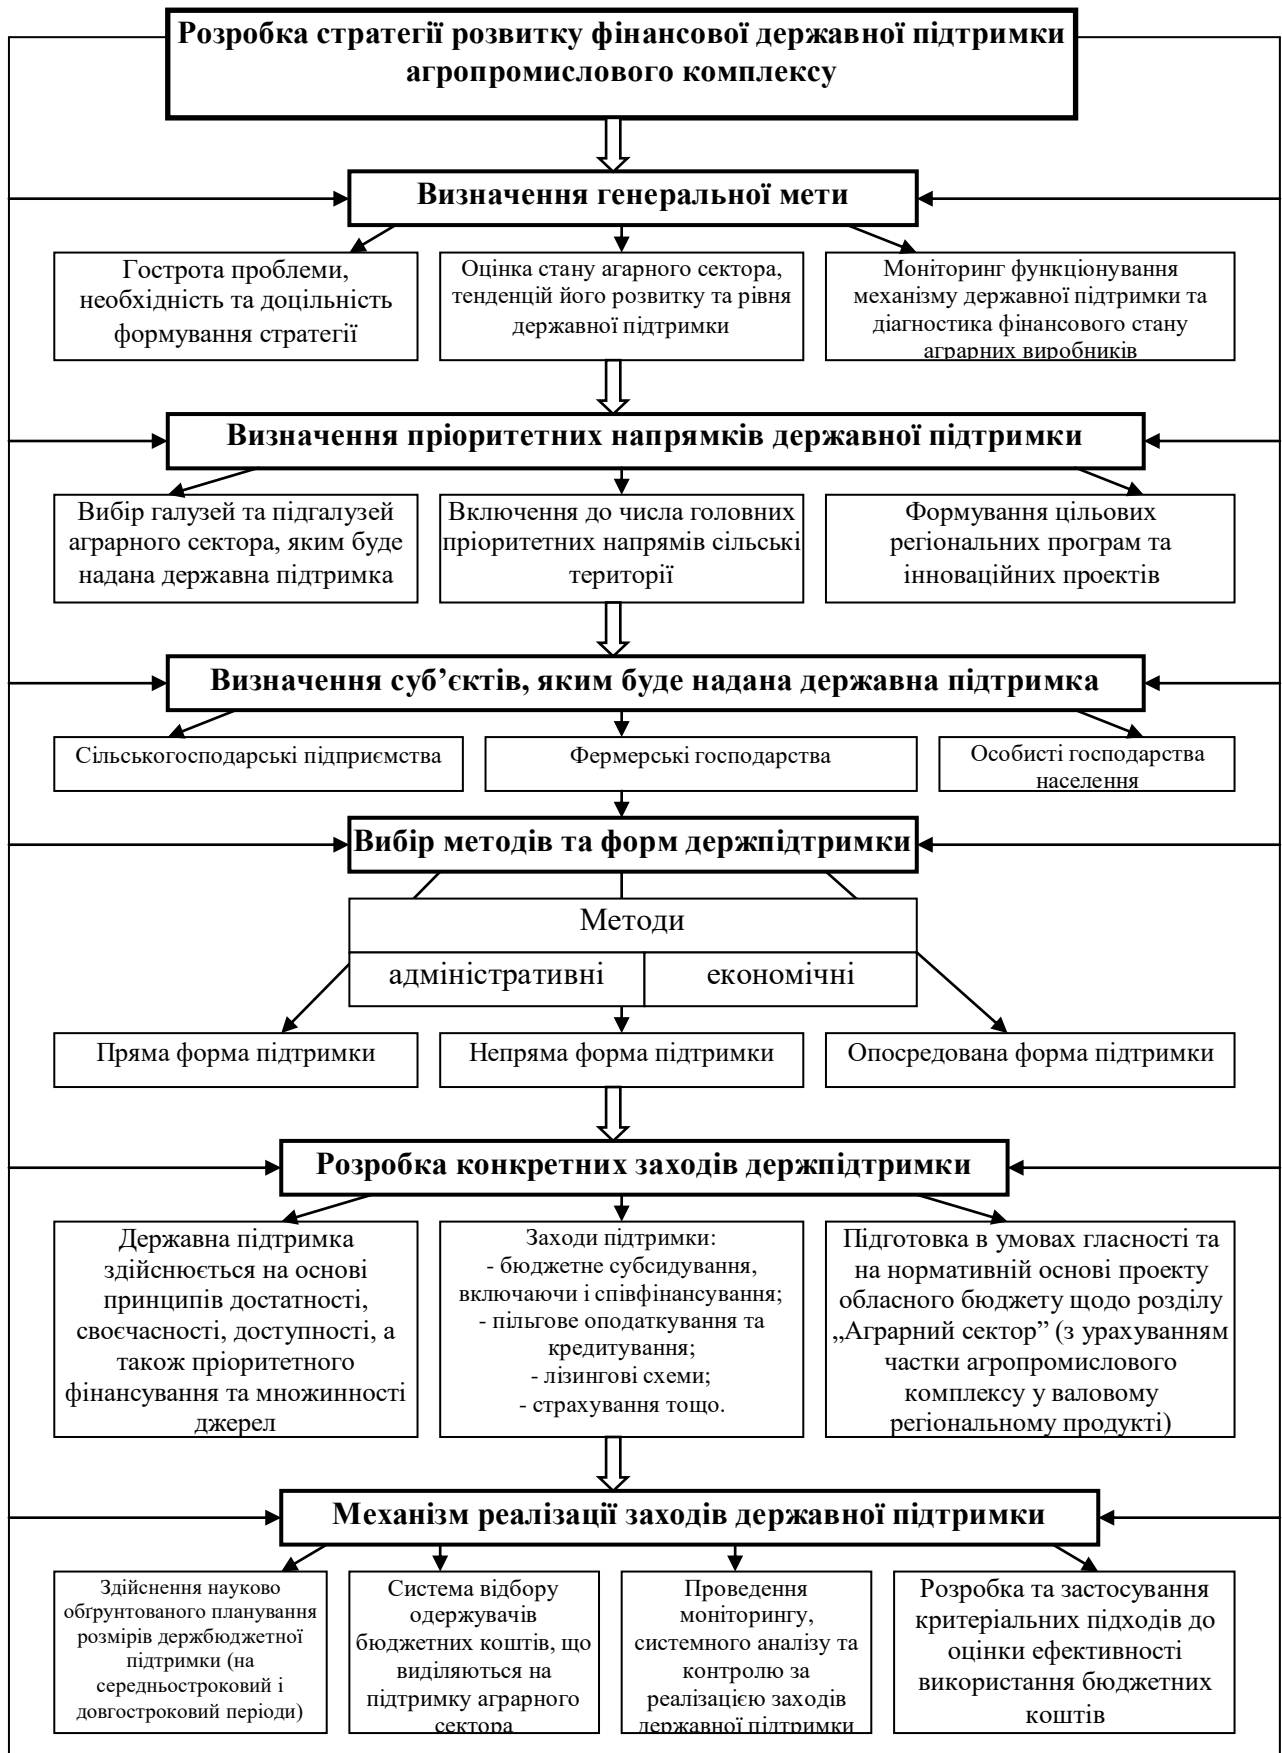 Розробка стратегії розвитку фінансової державної підтримки
агропромислового комплексу
Визначення генеральної мети
Гострота проблеми,
необхідність та доцільність
формування стратегії
Оцінка стану агарного сектора,
тенденцій його розвитку та рівня
державної підтримки
Моніторинг функціонування
механізму державної підтримки та
діагностика фінансового стану
аграрних виробників
Визначення пріоритетних напрямків державної підтримки
Вибір галузей та підгалузей
аграрного сектора, яким буде
надана державна підтримка
Включення до числа головних
пріоритетних напрямів сільські
території
Формування цільових
регіональних програм та
інноваційних проектів
Визначення суб’єктів, яким буде надана державна підтримка
Сільськогосподарські підприємства
Фермерські господарства
Особисті господарства
населення
Вибір методів та форм держпідтримки
Методи
адміністративні
економічні
Пряма форма підтримки
Непряма форма підтримки
Опосредована форма підтримки
Розробка конкретних заходів держпідтримки
Державна підтримка
здійснюється на основі
принципів достатності,
своєчасності, доступності, а
також пріоритетного
фінансування та множинності
джерел
Заходи підтримки:
- бюджетне субсидування,
включаючи і співфінансування;
- пільгове оподаткування та
кредитування;
- лізингові схеми;
- страхування тощо.
Підготовка в умовах гласності та
на нормативній основі проекту
обласного бюджету щодо розділу
„Аграрний сектор” (з урахуванням
частки агропромислового
комплексу у валовому
регіональному продукті)
Механізм реалізації заходів державної підтримки
Здійснення науково
обґрунтованого планування
розмірів держбюджетної
підтримки (на
середньостроковий і
довгостроковий періоди)
Система відбору
одержувачів
бюджетних коштів, що
виділяються на
підтримку аграрного
сектора
Проведення
моніторингу,
системного аналізу та
контролю за
реалізацією заходів
державної підтримки
Розробка та застосування
критеріальних підходів до
оцінки ефективності
використання бюджетних
коштів